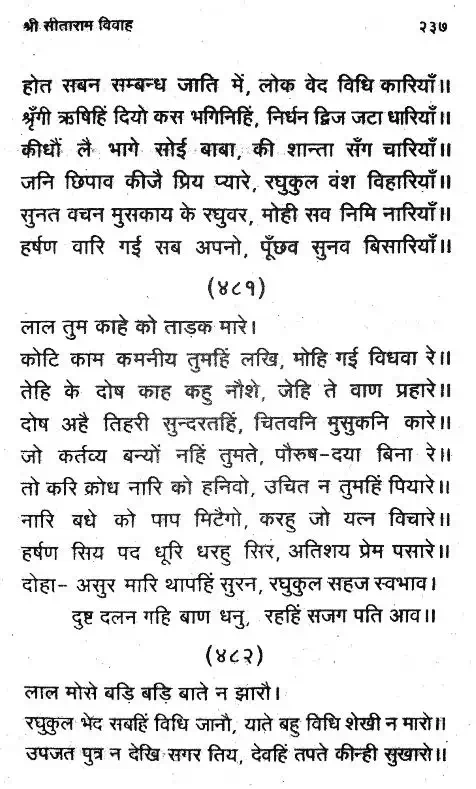 श्री सीताराम विवाह २३७
होत सबन सम्बन्ध जाति में, लोक वेद विधि कारियाँ॥
श्रृँगी ऋषिहिं दियो कस भगिनिहिं, निर्धन द्विज जटा धारियाँ॥
कीधौं लै भागे सोई बाबा, की शान्ता सँग चारियाँ॥
जनि छिपाव कीजै प्रिय प्यारे, रघुकुल वंश विहारियाँ॥
सुनत वचन मुसकाय के रघुवर, मोही सव निमि नारियाँ॥
हर्षण वारि गई सब अपनो, पूँछव सुनव बिसारियाँ॥
(४८१)
लाल तुम काहे को ताड़क मारे।
कोटि काम कमनीय तुमहिं लखि, मोहि गई विधवा रे॥
तेहि के दोष काह कहु नौशे, जेहि ते वाण प्रहारे॥
दोष अहै तिहरी सुन्दरतहिं, चितवनि मुसुकनि कारे॥
जो कर्तव्य बन्यों नहिं तुमते, पौरुष-दया बिना रे॥
तो करि क्रोध नारि को हनिवो, उचित न तुमहिं पियारे॥
नारि बधे को पाप मिटैगो, करहु जो यत्न विचारे॥
हर्षण सिय पद धूरि धरहु सिर, अतिशय प्रेम पसारे॥
दोहा- असुर मारि थापहिं सुरन, रघुकुल सहज स्वभाव।
दुष्ट दलन गहि बाण धनु, रहहिं सजग पति आव॥
(४८२)
लाल मोसे बड़ि बड़ि बाते न झारौ।
रघुकुल भेद सबहिं विधि जानौ, याते बहु विधि शेखी न मारो॥
उपजत पुत्र न देखि सगर तिय, देवहिं तपते कीन्ही सुखारो॥